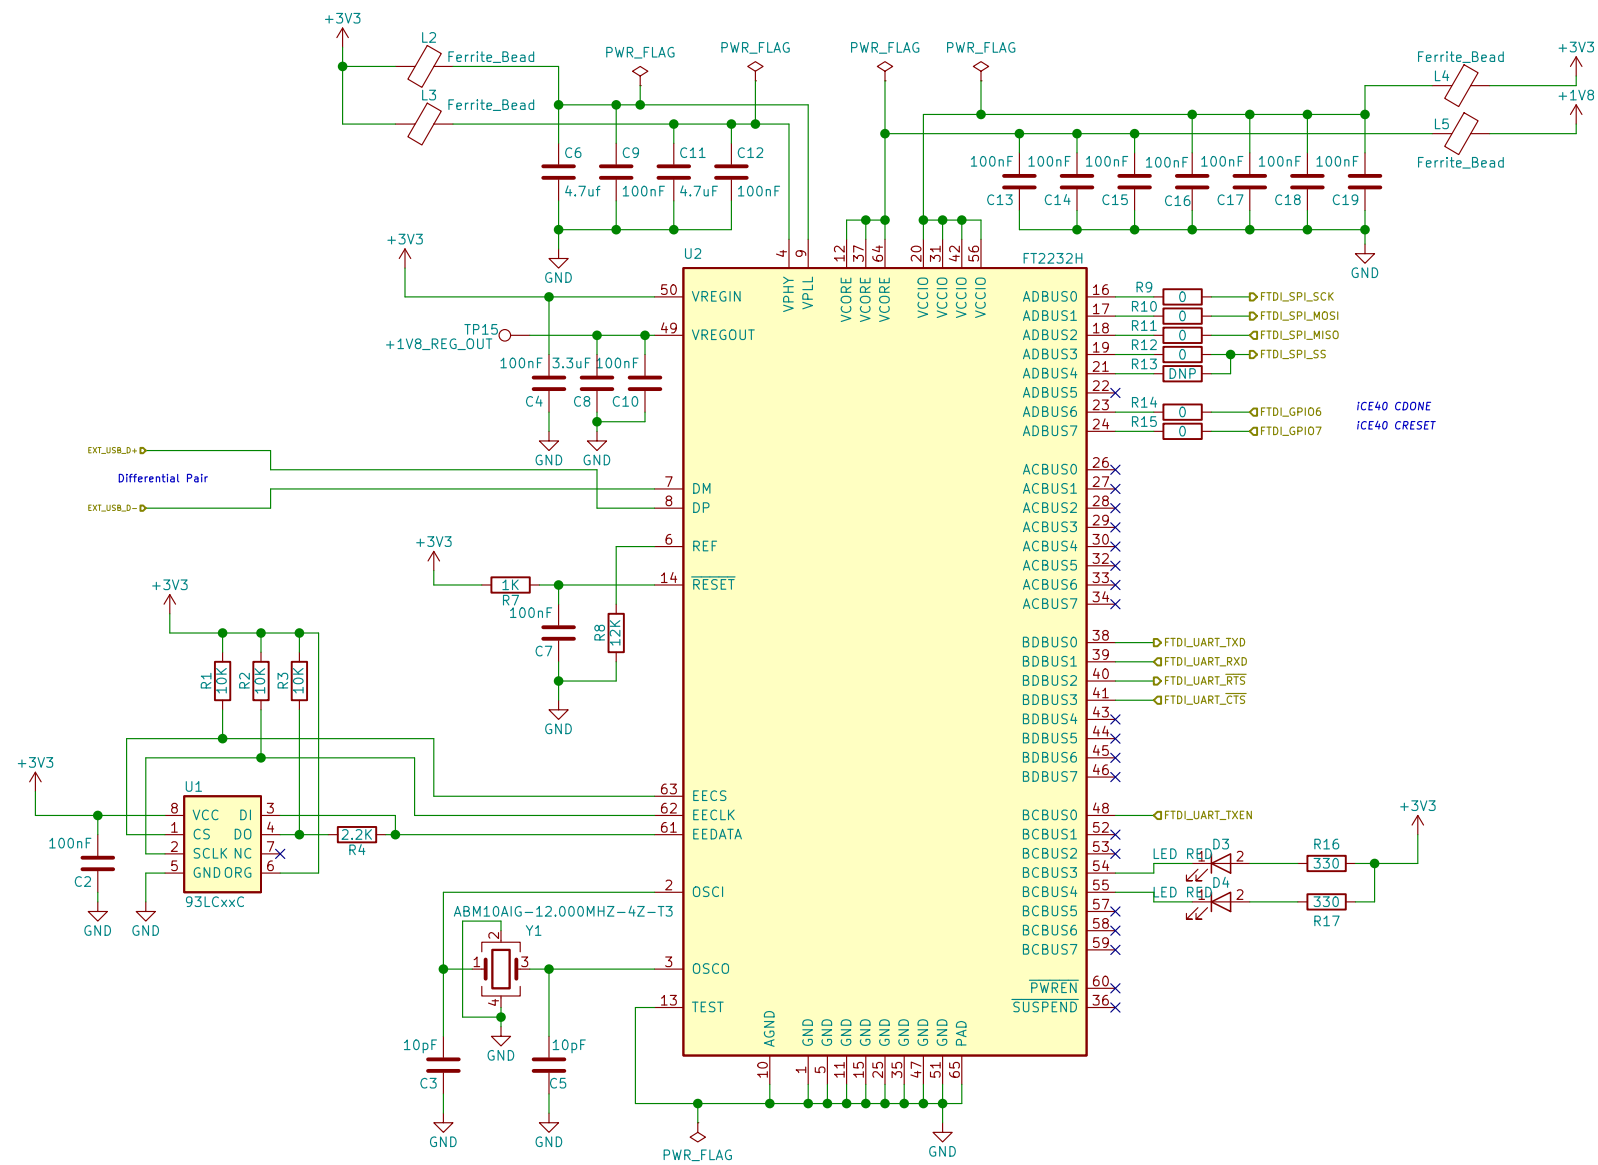 +3V3
L2
Ferrite_Bead
L3
Ferrite_Bead
PWR_FLAG
PWR_FLAG
PWR_FLAG
PWR_FLAG
Ferrite_Bead
L4
+3V3
+1V8
L5
Ferrite_Bead
C6
4.7uf
C9
100nF
C11
4.7uF
C12
100nF
100nF
C13
100nF
C14
100nF
C15
100nF
C16
100nF
C17
100nF
C18
100nF
C19
GND
GND
+3V3
TP15
+1V8_REG_OUT
100nF
C4
3.3uF
C8
100nF
C10
GND
GND
EXT_USB_D+
Differential Pair
EXT_USB_D-
+3V3
1K
R7
100nF
C7
R8
12K
GND
+3V3
R1
10K
R2
10K
R3
10K
+3V3
100nF
C2
GND
U1
8 VCC DI 3
1 CS DO 4
2 SCLK NC 7
5 GND ORG 6
93LCxxC
GND
2.2K
R4
ABM10AIG-12.000MHZ-4Z-T3
Y1
2
1 3
4
GND
10pF
C3
GND
10pF
C5
GND
U2
FT2232H
4 VPHY
9 VPLL
12 VCORE
37 VCORE
64 VCORE
20 VCCIO
31 VCCIO
42 VCCIO
56 VCCIO
50 VREGIN
49 VREGOUT
7 DM
8 DP
6 REF
14 RESET
63 EECS
62 EECLK
61 EEDATA
2 OSCI
3 OSCO
13 TEST
AGND 10
GND 1
GND 5
GND 11
GND 15
GND 25
GND 35
GND 47
GND 51
PAD 65
PWR_FLAG
GND
ADBUS0 16 R9 0 FTDI_SPI_SCK
ADBUS1 17 R10 0 FTDI_SPI_MOSI
ADBUS2 18 R11 0 FTDI_SPI_MISO
ADBUS3 19 R12 0 FTDI_SPI_SS
ADBUS4 21 R13 DNP
ADBUS5 22
ADBUS6 23 R14 0 FTDI_GPIO6 iCE40 CDONE
ADBUS7 24 R15 0 FTDI_GPIO7 iCE40 CRESET
ACBUS0 26
ACBUS1 27
ACBUS2 28
ACBUS3 29
ACBUS4 30
ACBUS5 32
ACBUS6 33
ACBUS7 34
BDBUS0 38 FTDI_UART_TXD
BDBUS1 39 FTDI_UART_RXD
BDBUS2 40 FTDI_UART_RTS
BDBUS3 41 FTDI_UART_CTS
BDBUS4 43
BDBUS5 44
BDBUS6 45
BDBUS7 46
BCBUS0 48 FTDI_UART_TXEN
BCBUS1 52
BCBUS2 53
BCBUS3 54
BCBUS4 55
BCBUS5 57
BCBUS6 58
BCBUS7 59
PWREN 60
SUSPEND 36
+3V3
LED RED D3
1 2
R16
330
LED RED D4
1 2
330
R17